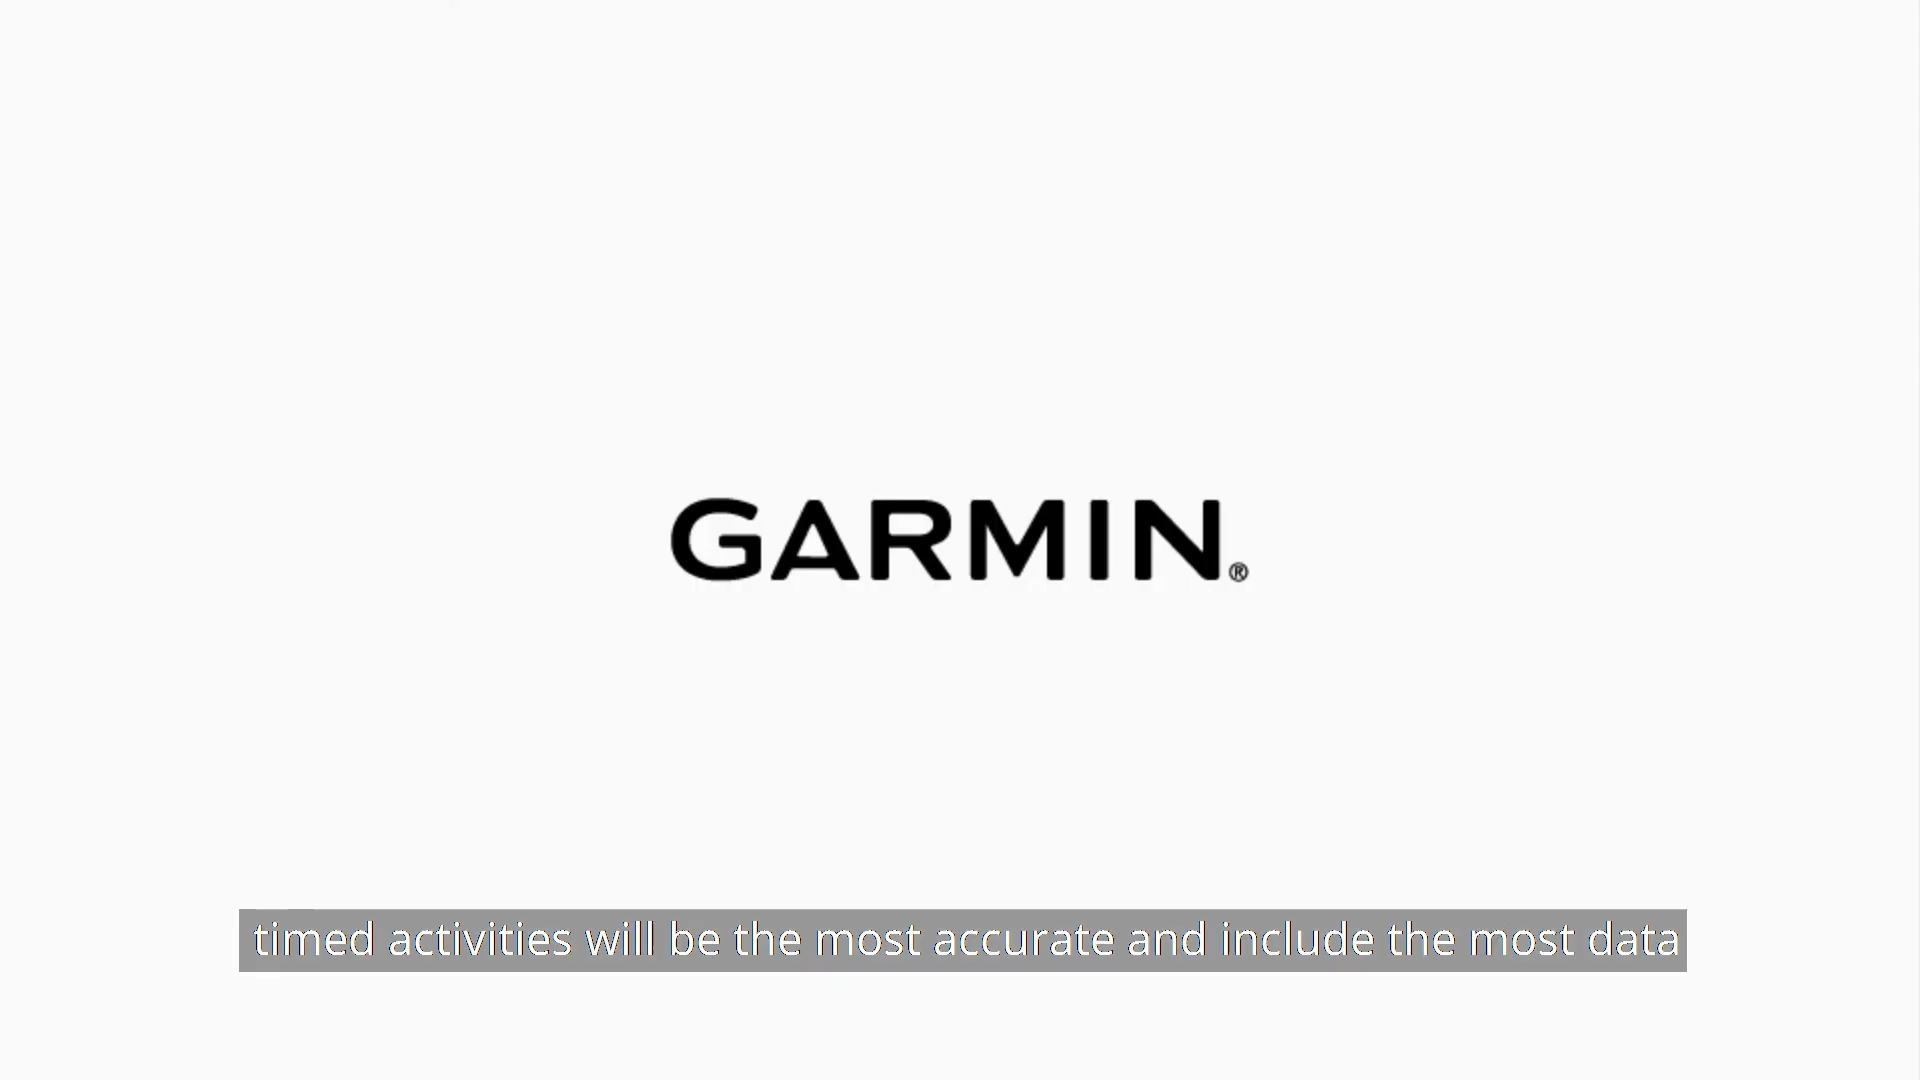 GARMIN®
timed activities will be the most accurate and include the most data